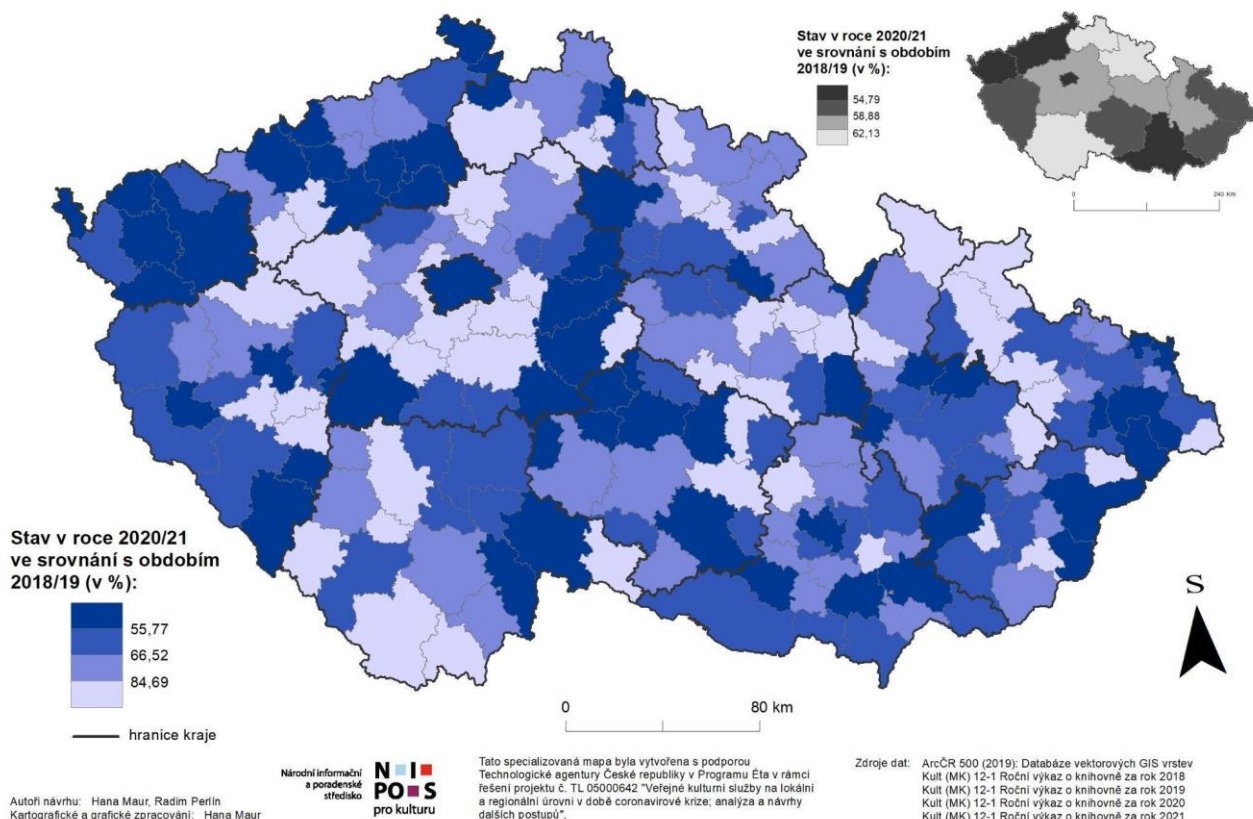 Stav v roce 2020/21
ve srovnání s obdobím
2018/19 (v %):
54,79
58,88
62,13
0
240 Km
Stav v roce 2020/21
ve srovnání s obdobím
2018/19 (v %):
55,77
66,52
84,69
hranice kraje
S
0
80 km
Autoři návrhu: Hana Maur, Radim Perlín
Kartografické a grafické zpracování: Hana Maur
Národní informační
a poradenské
středisko
N I
PO S
pro kulturu
Tato specializovaná mapa byla vytvořena s podporou
Technologické agentury České republiky v Programu Éta v rámci
řešení projektu č. TL 05000642 "Veřejné kulturní služby na lokální
a regionální úrovni v době coronavirové krize; analýza a návrhy
dalších postupů".
Zdroje dat: ArcČR 500 (2019): Databáze vektorových GIS vrstev
Kult (MK) 12-1 Roční výkaz o knihovně za rok 2018
Kult (MK) 12-1 Roční výkaz o knihovně za rok 2019
Kult (MK) 12-1 Roční výkaz o knihovně za rok 2020
Kult (MK) 12-1 Roční výkaz o knihovně za rok 2021